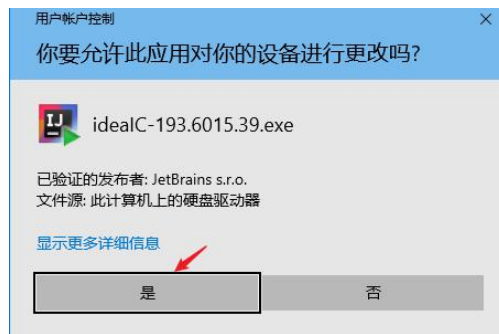 用户帐户控制
×
你要允许此应用对你的设备进行更改吗?
IJ
ideaIC-193.6015.39.exe
已验证的发布者: JetBrains s.r.o.
文件源: 此计算机上的硬盘驱动器
显示更多详细信息
是
否